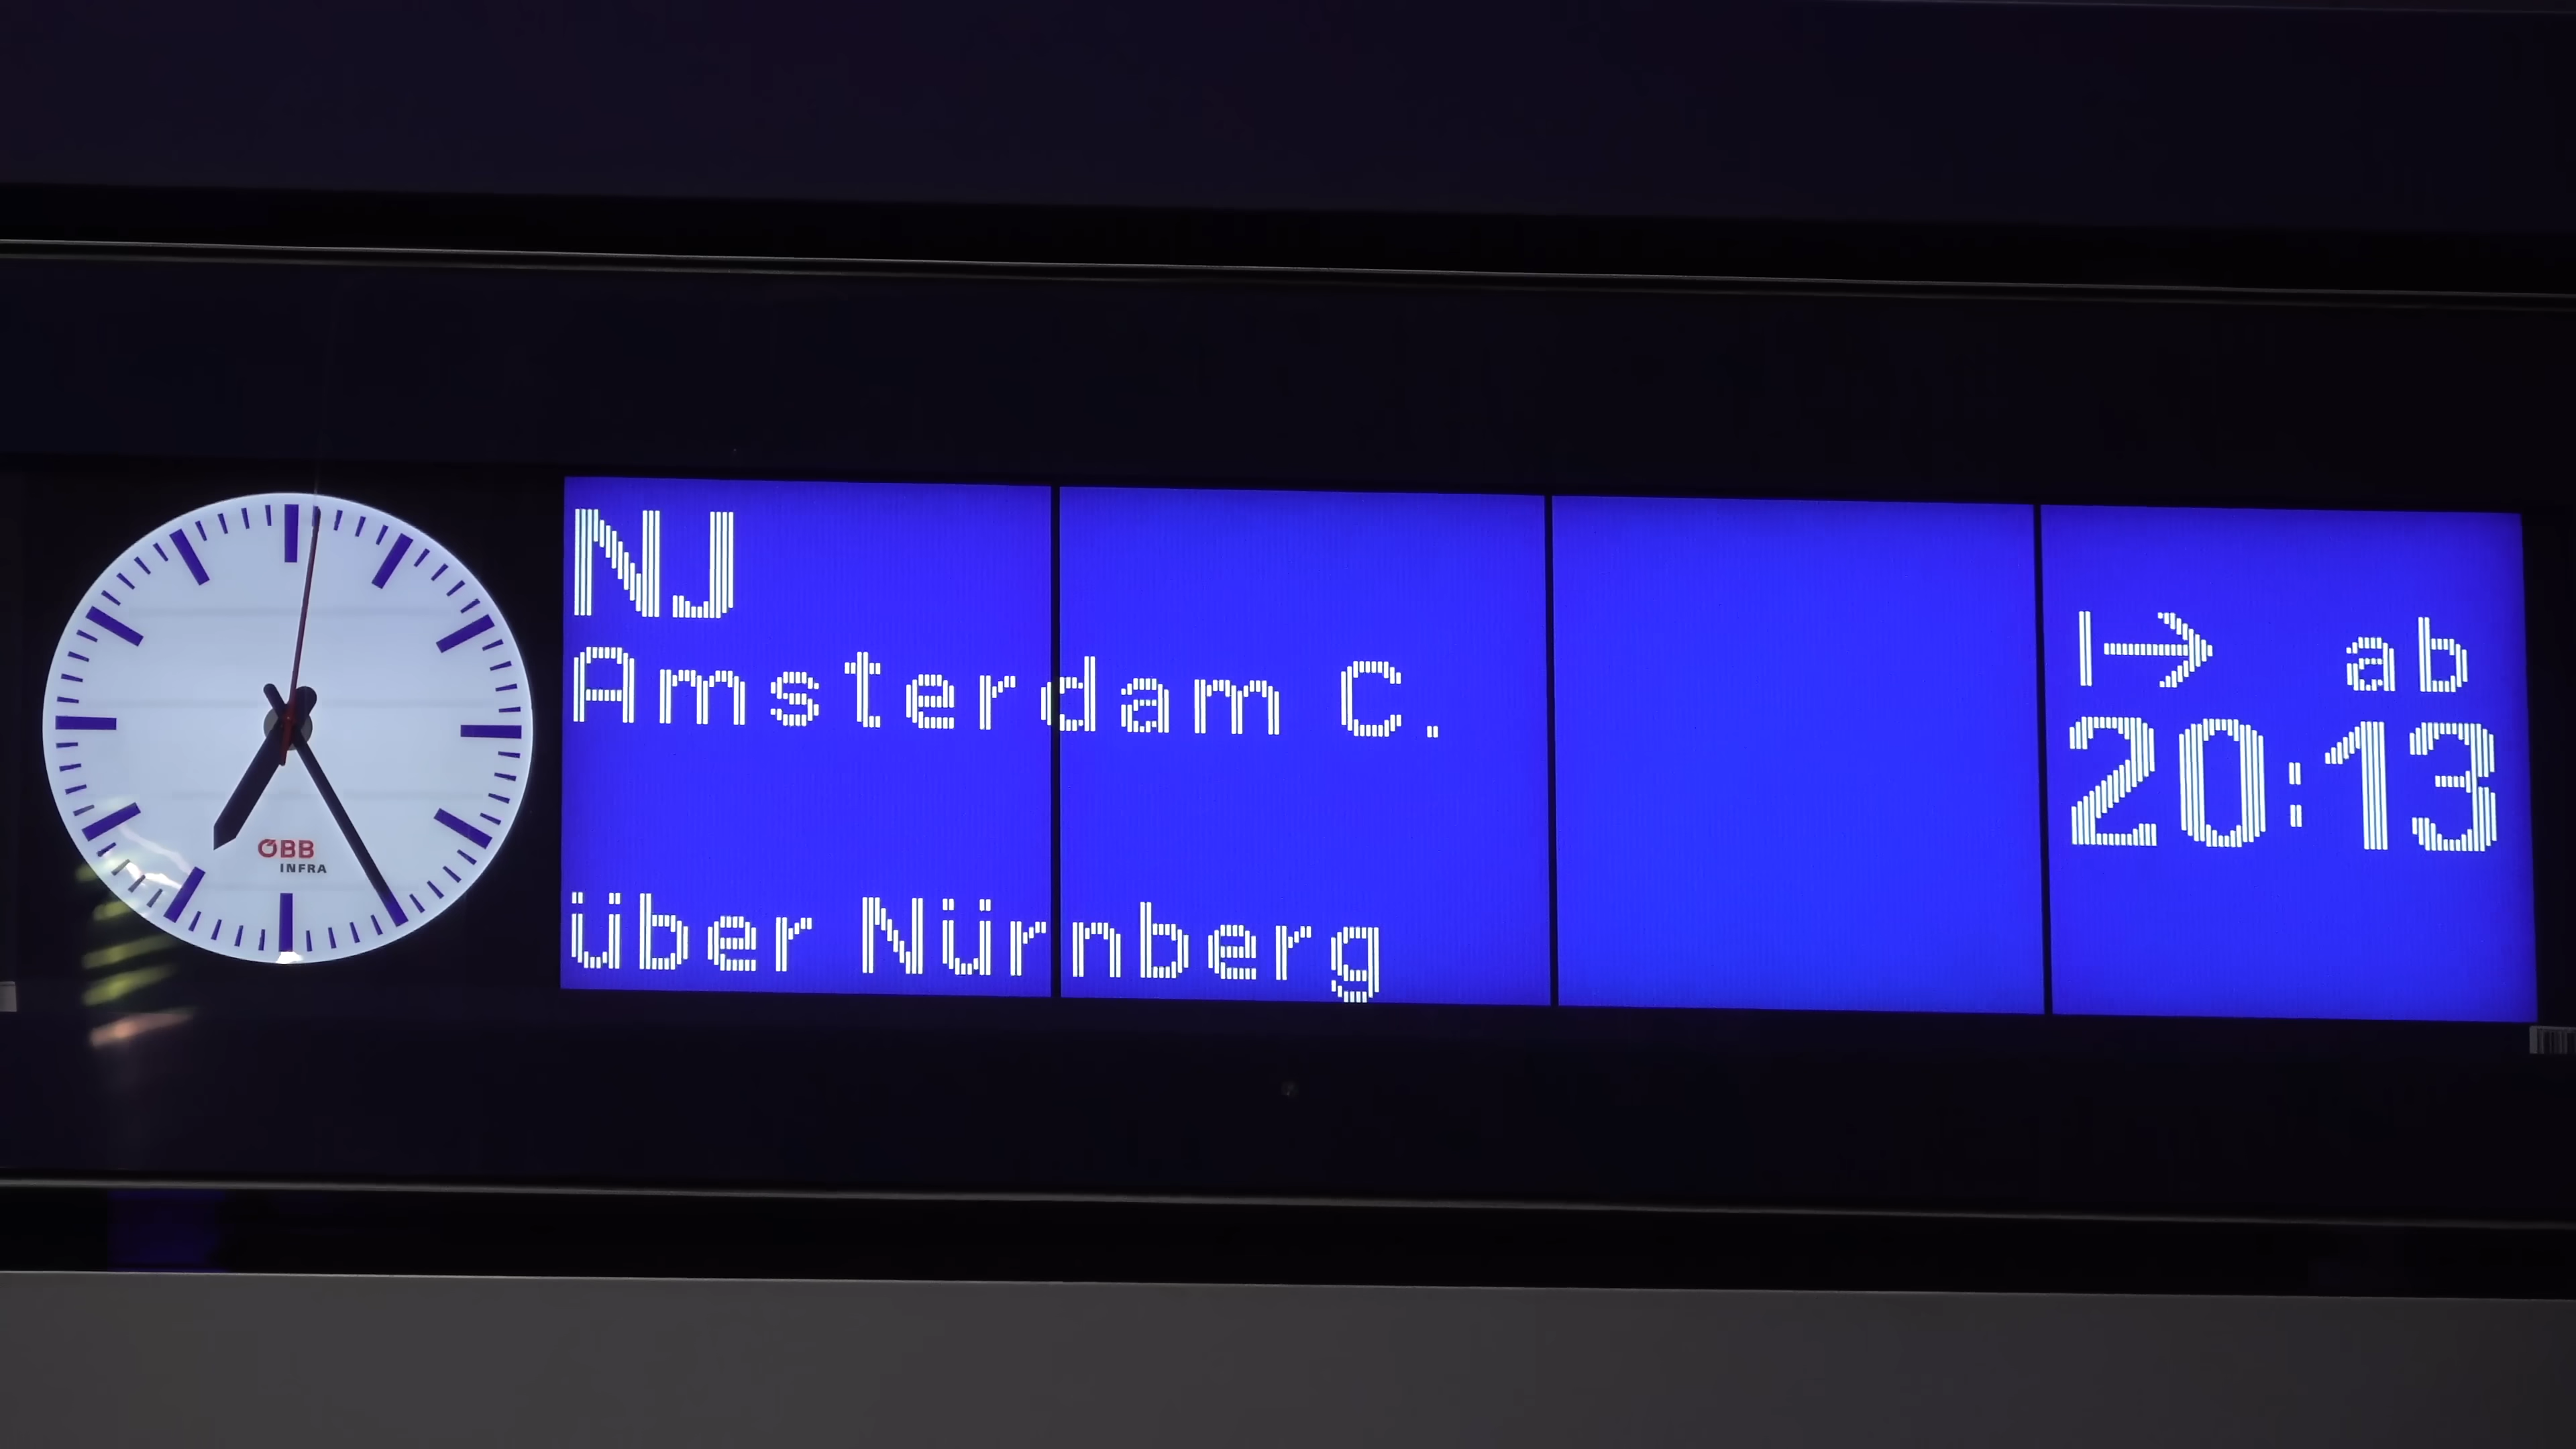 ÖBB
INFRA
NJ
Amsterdam C.
über Nürnberg
ab
20:13